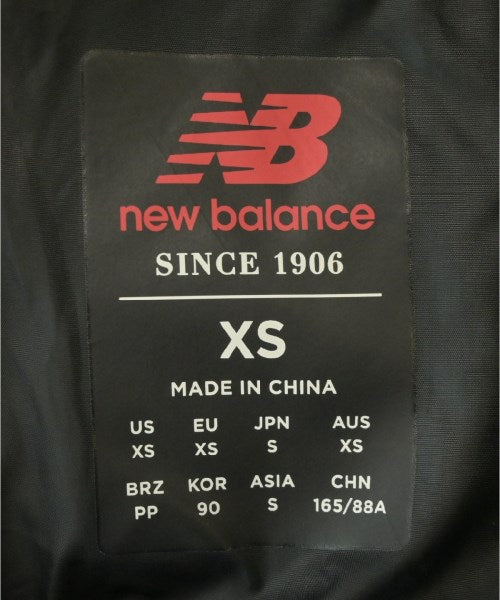 NB
new balance
SINCE 1906
XS
MADE IN CHINA
US EU JPN AUS
XS XS S XS
BRZ KOR ASIA CHN
PP 90 S 165/88A